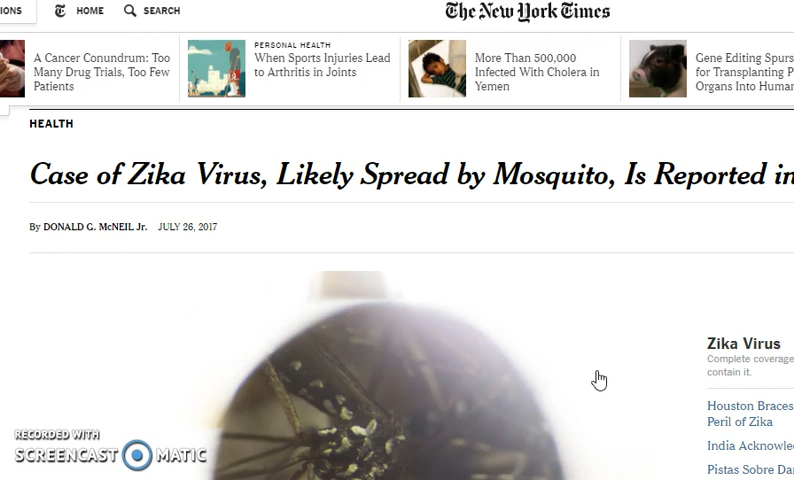 IONS
HOME
SEARCH
The New York Times
A Cancer Conundrum: Too
Many Drug Trials, Too Few
Patients
PERSONAL HEALTH
When Sports Injuries Lead
to Arthritis in Joints
More Than 500,000
Infected With Cholera in
Yemen
Gene Editing Spurs
for Transplanting P
Organs Into Human
HEALTH
Case of Zika Virus, Likely Spread by Mosquito, Is Reported in
By DONALD G. McNEIL Jr. JULY 26, 2017
Zika Virus
Complete coverage
contain it.
Houston Braces
Peril of Zika
India Acknowle
Pistas Sobre Da
RECORDED WITH
SCREENCAST MATIC